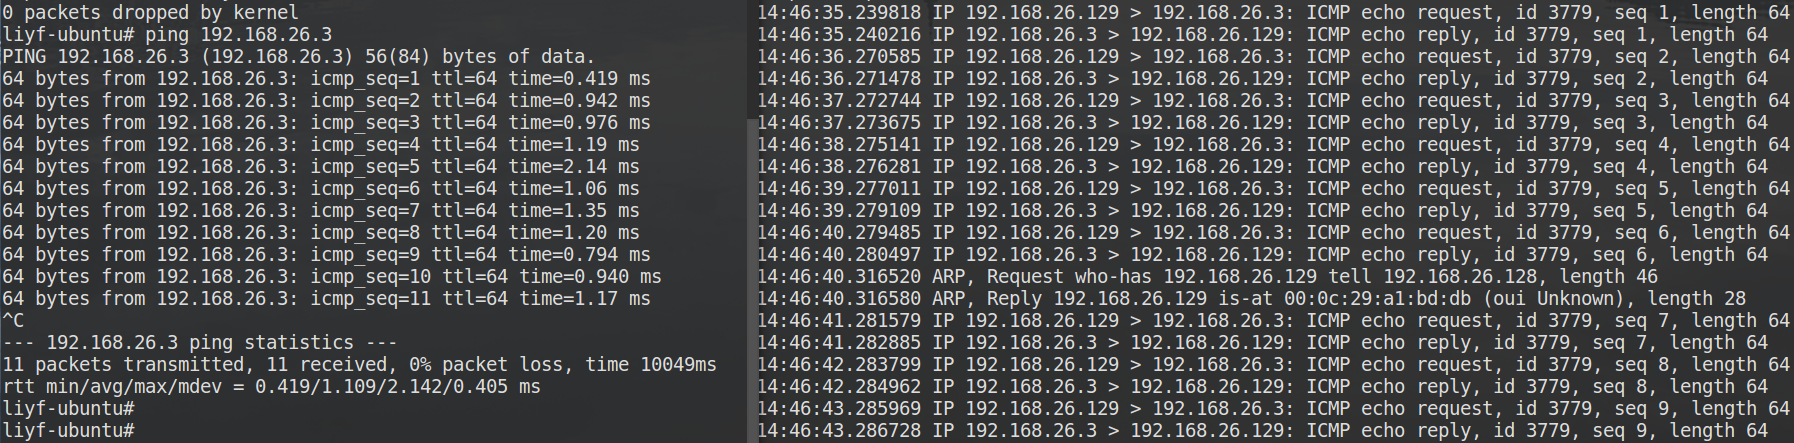 0 packets dropped by kernel
liyf-ubuntu# ping 192.168.26.3
PING 192.168.26.3 (192.168.26.3) 56(84) bytes of data.
64 bytes from 192.168.26.3: icmp_seq=1 ttl=64 time=0.419 ms
64 bytes from 192.168.26.3: icmp_seq=2 ttl=64 time=0.942 ms
64 bytes from 192.168.26.3: icmp_seq=3 ttl=64 time=0.976 ms
64 bytes from 192.168.26.3: icmp_seq=4 ttl=64 time=1.19 ms
64 bytes from 192.168.26.3: icmp_seq=5 ttl=64 time=2.14 ms
64 bytes from 192.168.26.3: icmp_seq=6 ttl=64 time=1.06 ms
64 bytes from 192.168.26.3: icmp_seq=7 ttl=64 time=1.35 ms
64 bytes from 192.168.26.3: icmp_seq=8 ttl=64 time=1.20 ms
64 bytes from 192.168.26.3: icmp_seq=9 ttl=64 time=0.794 ms
64 bytes from 192.168.26.3: icmp_seq=10 ttl=64 time=0.940 ms
64 bytes from 192.168.26.3: icmp_seq=11 ttl=64 time=1.17 ms
^C
--- 192.168.26.3 ping statistics ---
11 packets transmitted, 11 received, 0% packet loss, time 10049ms
rtt min/avg/max/mdev = 0.419/1.109/2.142/0.405 ms
liyf-ubuntu#
liyf-ubuntu#
14:46:35.239818 IP 192.168.26.129 > 192.168.26.3: ICMP echo request, id 3779, seq 1, length 64
14:46:35.240216 IP 192.168.26.3 > 192.168.26.129: ICMP echo reply, id 3779, seq 1, length 64
14:46:36.270585 IP 192.168.26.129 > 192.168.26.3: ICMP echo request, id 3779, seq 2, length 64
14:46:36.271478 IP 192.168.26.3 > 192.168.26.129: ICMP echo reply, id 3779, seq 2, length 64
14:46:37.272744 IP 192.168.26.129 > 192.168.26.3: ICMP echo request, id 3779, seq 3, length 64
14:46:37.273675 IP 192.168.26.3 > 192.168.26.129: ICMP echo reply, id 3779, seq 3, length 64
14:46:38.275141 IP 192.168.26.129 > 192.168.26.3: ICMP echo request, id 3779, seq 4, length 64
14:46:38.276281 IP 192.168.26.3 > 192.168.26.129: ICMP echo reply, id 3779, seq 4, length 64
14:46:39.277011 IP 192.168.26.129 > 192.168.26.3: ICMP echo request, id 3779, seq 5, length 64
14:46:39.279109 IP 192.168.26.3 > 192.168.26.129: ICMP echo reply, id 3779, seq 5, length 64
14:46:40.279485 IP 192.168.26.129 > 192.168.26.3: ICMP echo request, id 3779, seq 6, length 64
14:46:40.280497 IP 192.168.26.3 > 192.168.26.129: ICMP echo reply, id 3779, seq 6, length 64
14:46:40.316520 ARP, Request who-has 192.168.26.129 tell 192.168.26.128, length 46
14:46:40.316580 ARP, Reply 192.168.26.129 is-at 00:0c:29:a1:bd:db (oui Unknown), length 28
14:46:41.281579 IP 192.168.26.129 > 192.168.26.3: ICMP echo request, id 3779, seq 7, length 64
14:46:41.282885 IP 192.168.26.3 > 192.168.26.129: ICMP echo reply, id 3779, seq 7, length 64
14:46:42.283799 IP 192.168.26.129 > 192.168.26.3: ICMP echo request, id 3779, seq 8, length 64
14:46:42.284962 IP 192.168.26.3 > 192.168.26.129: ICMP echo reply, id 3779, seq 8, length 64
14:46:43.285969 IP 192.168.26.129 > 192.168.26.3: ICMP echo request, id 3779, seq 9, length 64
14:46:43.286728 IP 192.168.26.3 > 192.168.26.129: ICMP echo reply, id 3779, seq 9, length 64